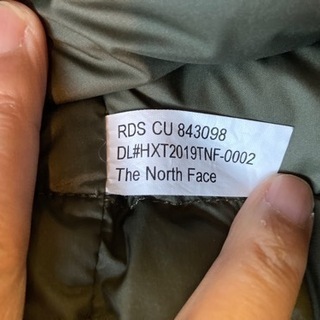 RDS CU 843098
DL#HXT2019TNF-0002
The North Face